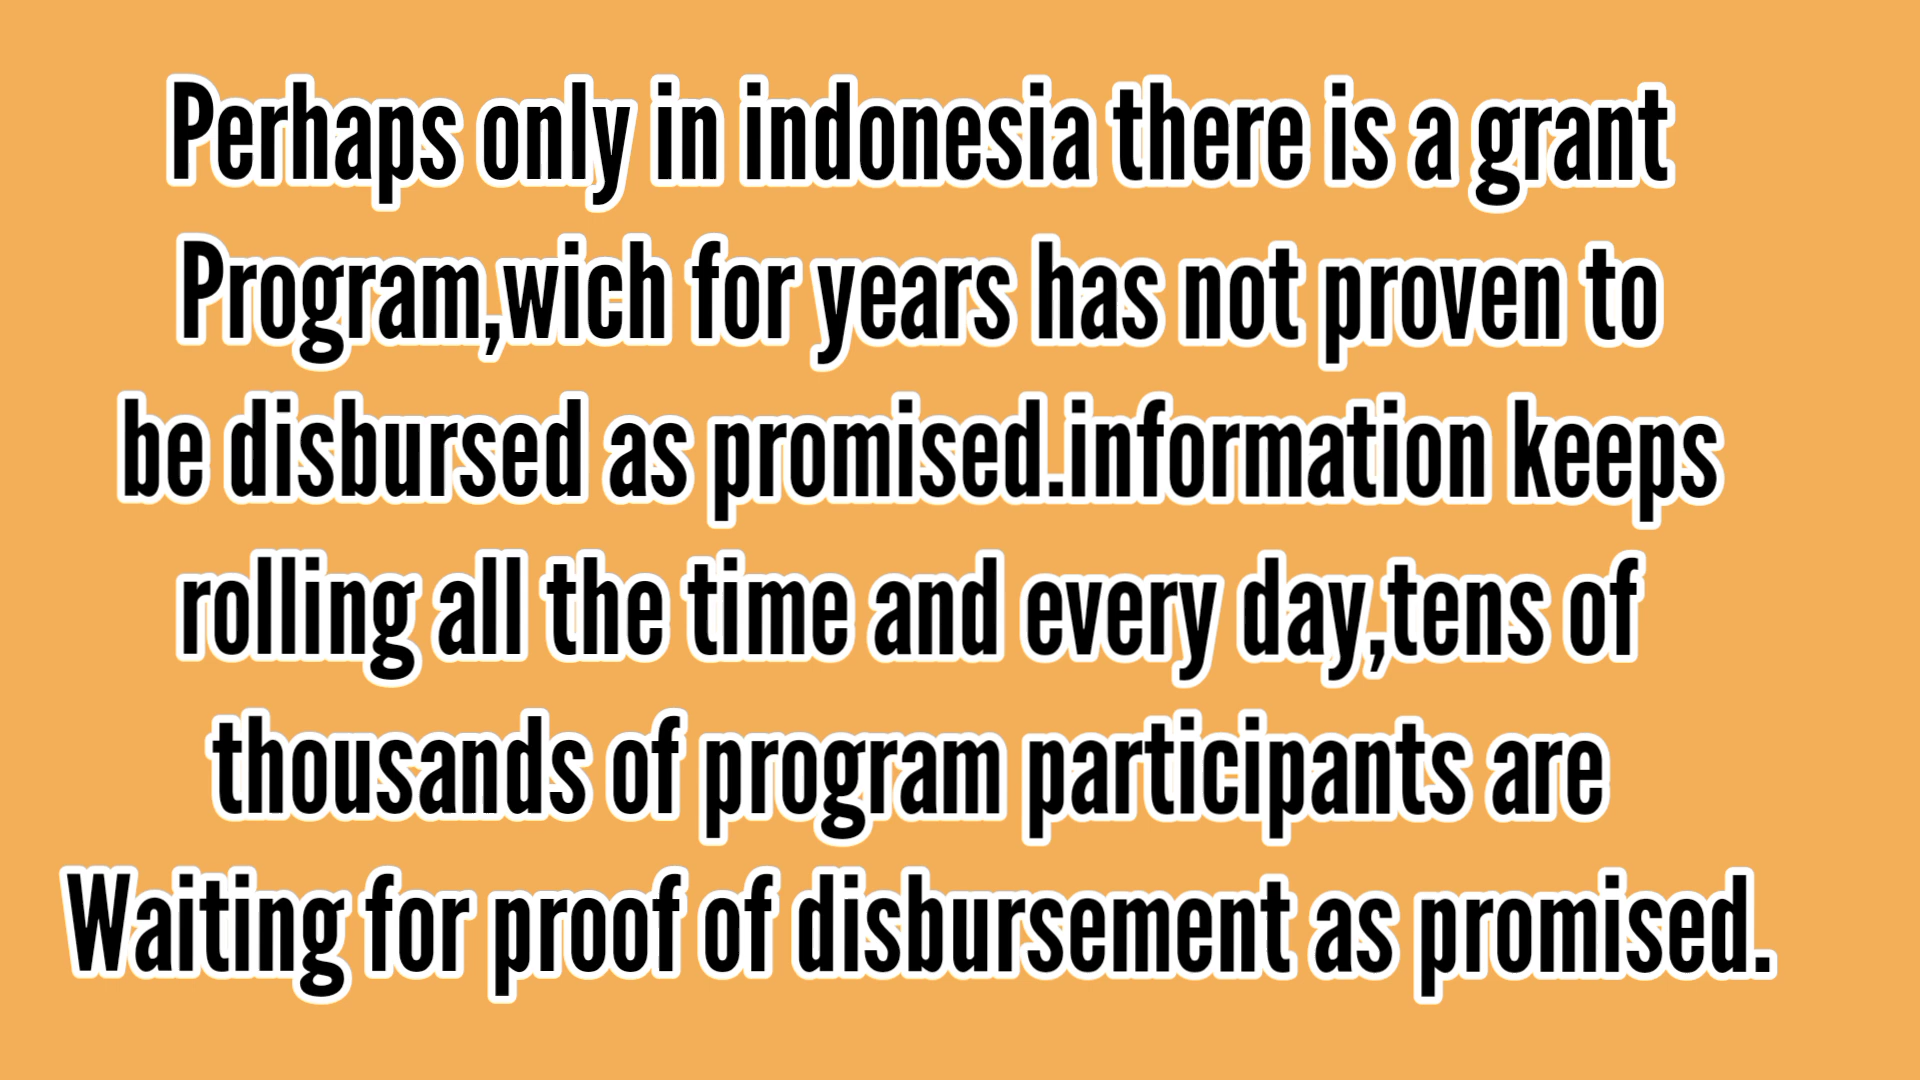 Perhaps only in indonesia there is a grant
Program,wich for years has not proven to
be disbursed as promised.information keeps
rolling all the time and every day,tens of
thousands of program participants are
Waiting for proof of disbursement as promised.